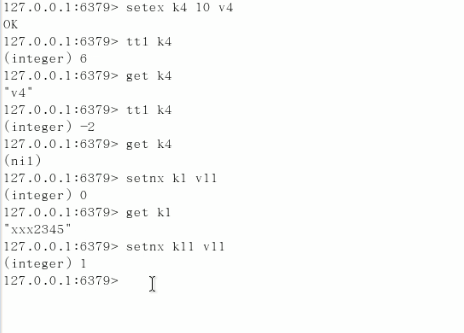 127.0.0.1:6379> setex k4 10 v4
OK
127.0.0.1:6379> ttl k4
(integer) 6
127.0.0.1:6379> get k4
"v4"
127.0.0.1:6379> ttl k4
(integer) -2
127.0.0.1:6379> get k4
(nil)
127.0.0.1:6379> setnx k1 v11
(integer) 0
127.0.0.1:6379> get k1
"xxx2345"
127.0.0.1:6379> setnx k11 v11
(integer) 1
127.0.0.1:6379>